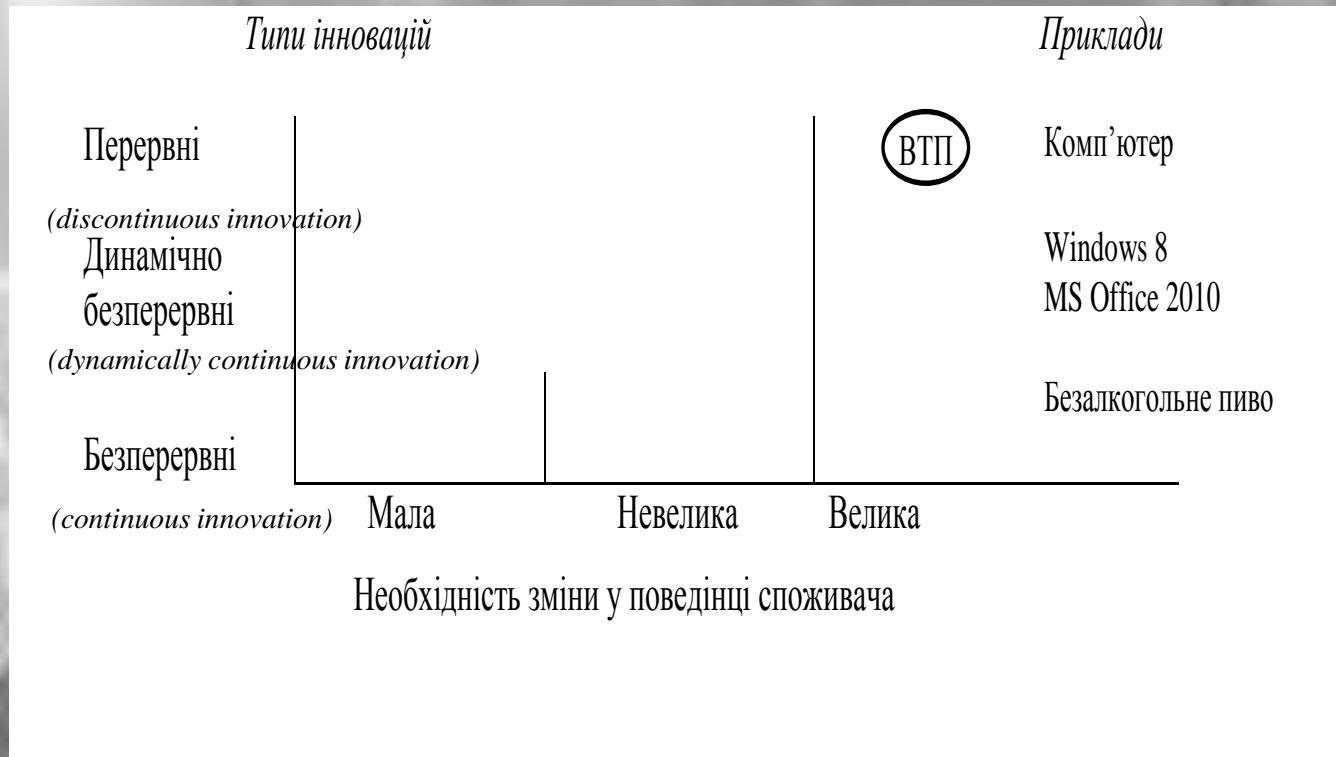 Типи інновацій
Приклади
Перервні
ВТП
Комп’ютер
(discontinuous innovation)
Динамічно
безперервні
Windows 8
MS Office 2010
(dynamically continuous innovation)
Безалкогольне пиво
Безперервні
(continuous innovation)
Мала
Невелика
Велика
Необхідність зміни у поведінці споживача